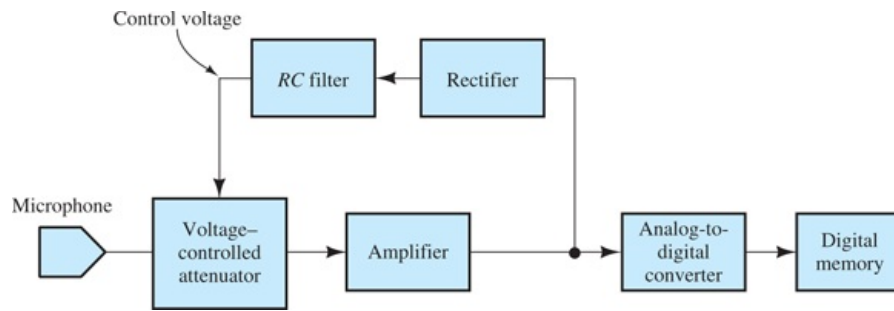 Control voltage
RC filter
Rectifier
Microphone
Voltage–
controlled
attenuator
Amplifier
Analog-to-
digital
converter
Digital
memory